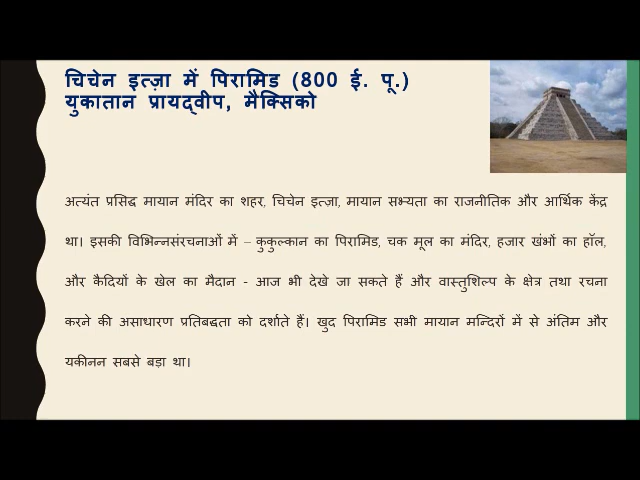 चिचेन इत्ज़ा में पिरामिड (800 ई. पू.)
युकातान प्रायद्वीप, मैक्सिको
अत्यंत प्रसिद्ध मायान मंदिर का शहर, चिचेन इत्ज़ा, मायान सभ्यता का राजनीतिक और आर्थिक केंद्र
था। इसकी विभिन्नसंरचनाओं में – कुकुल्कान का पिरामिड, चक मूल का मंदिर, हजार खंभों का हॉल,
और कैदियों के खेल का मैदान - आज भी देखे जा सकते हैं और वास्तुशिल्प के क्षेत्र तथा रचना
करने की असाधारण प्रतिबद्धता को दर्शाते हैं। खुद पिरामिड सभी मायान मन्दिरों में से अंतिम और
यकीनन सबसे बड़ा था।